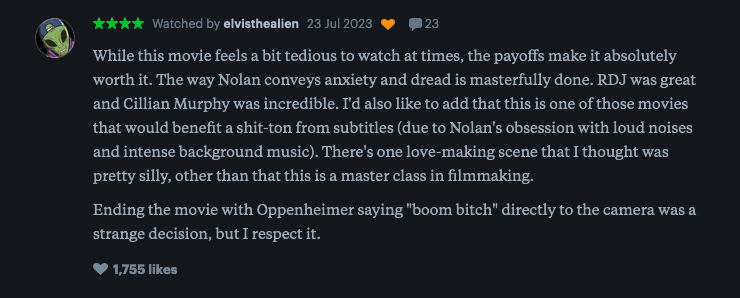 ★★★★ Watched by elvisthealien 23 Jul 2023 🧡 💬 23
While this movie feels a bit tedious to watch at times, the payoffs make it absolutely
worth it. The way Nolan conveys anxiety and dread is masterfully done. RDJ was great
and Cillian Murphy was incredible. I'd also like to add that this is one of those movies
that would benefit a shit-ton from subtitles (due to Nolan's obsession with loud noises
and intense background music). There's one love-making scene that I thought was
pretty silly, other than that this is a master class in filmmaking.
Ending the movie with Oppenheimer saying "boom bitch" directly to the camera was a
strange decision, but I respect it.
♥ 1,755 likes